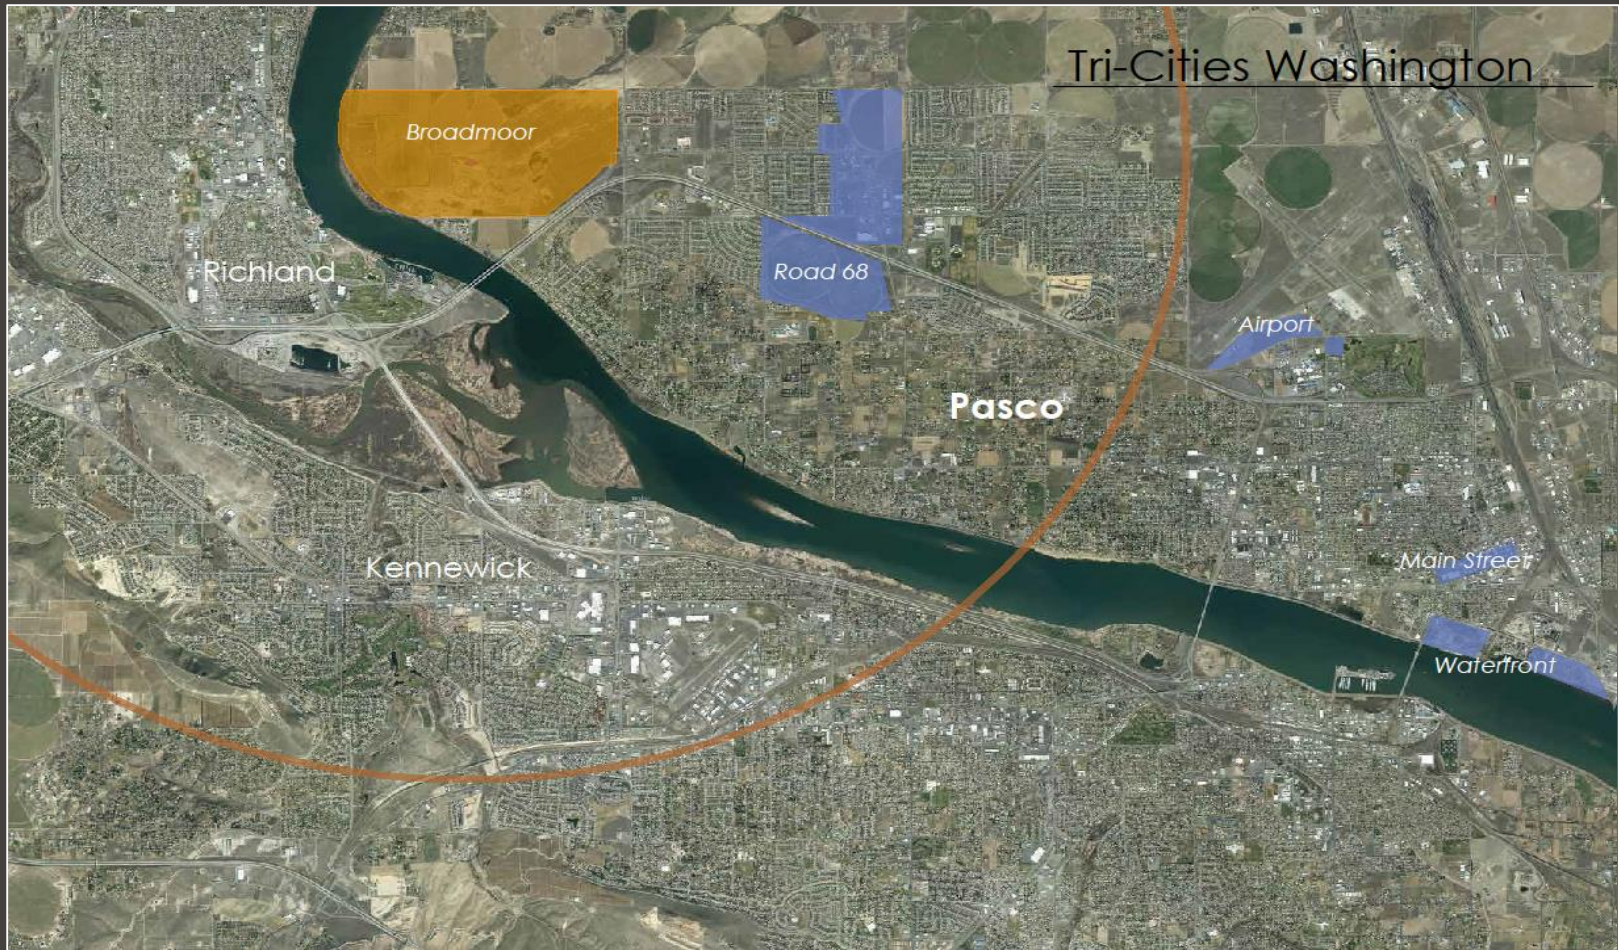 Tri-Cities Washington
Broadmoor
Richland
Road 68
Airport
Pasco
Main Street
Kennewick
Waterfront